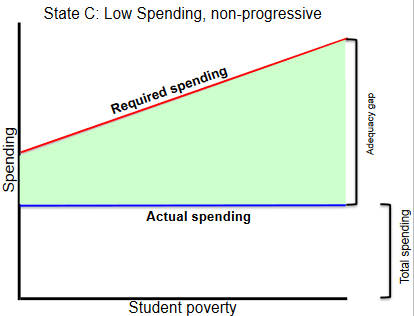 State C: Low Spending, non-progressive
Required spending
Adequacy gap
Spending
Actual spending
Total spending
Student poverty